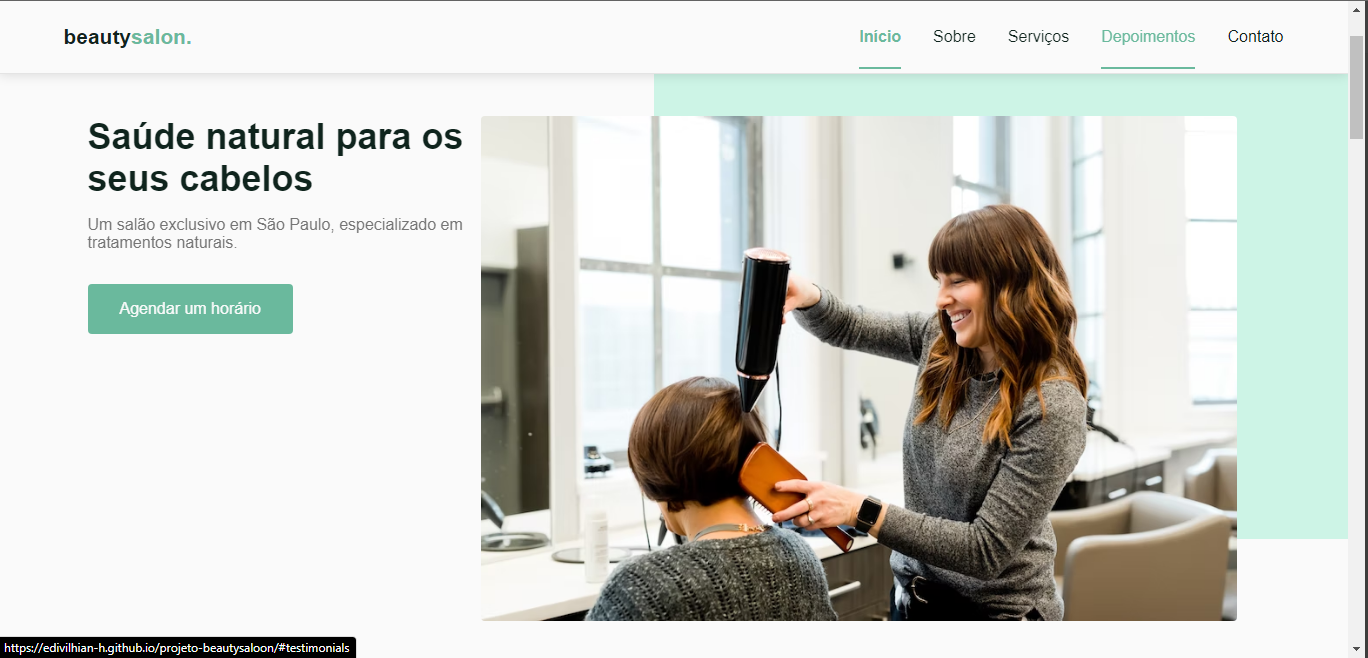 beautysalon.
Início Sobre Serviços Depoimentos Contato
Saúde natural para os
seus cabelos
Um salão exclusivo em São Paulo, especializado em
tratamentos naturais.
Agendar um horário
https://edivilhian-h.github.io/projeto-beautysaloon/#testimonials